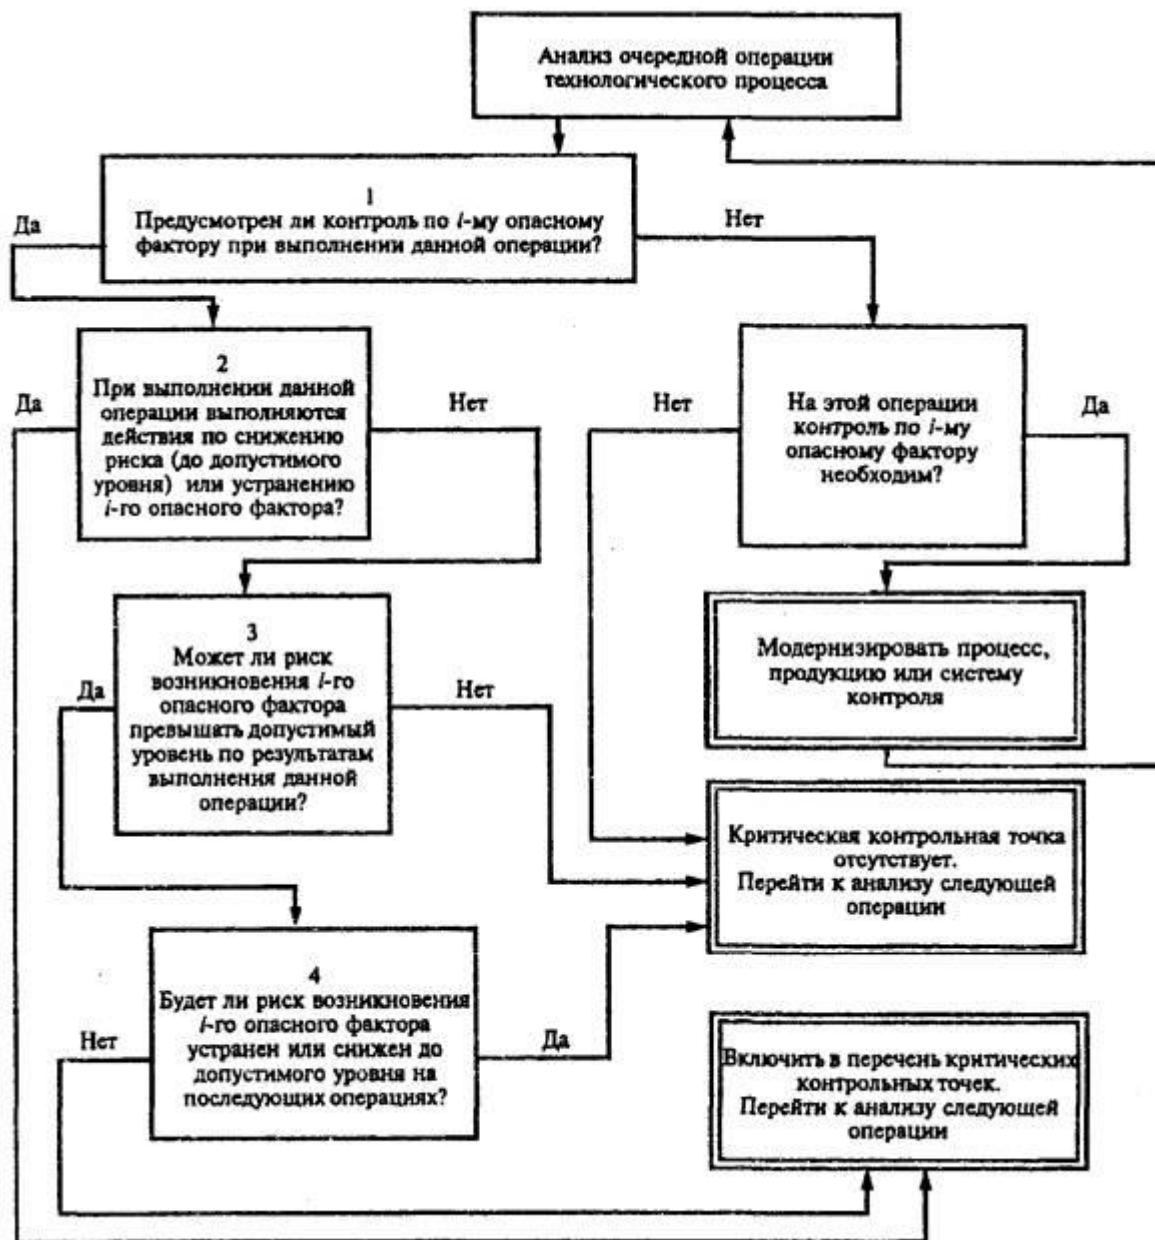 Анализ очередной операции
технологического процесса
1
Предусмотрен ли контроль по i-му опасному
фактору при выполнении данной операции?
Да
Нет
2
При выполнении данной
операции выполняются
действия по снижению
риска (до допустимого
уровня) или устранению
i-го опасного фактора?
Да
Нет
На этой операции
контроль по i-му
опасному фактору
необходим?
Нет
Да
3
Может ли риск
возникновения i-го
опасного фактора
превышать допустимый
уровень по результатам
выполнения данной
операции?
Да
Нет
Модернизировать процесс,
продукцию или систему
контроля
Критическая контрольная точка
отсутствует.
Перейти к анализу следующей
операции
4
Будет ли риск возникновения
i-го опасного фактора
устранен или снижен до
допустимого уровня на
последующих операциях?
Нет
Да
Включить в перечень критических
контрольных точек.
Перейти к анализу следующей
операции